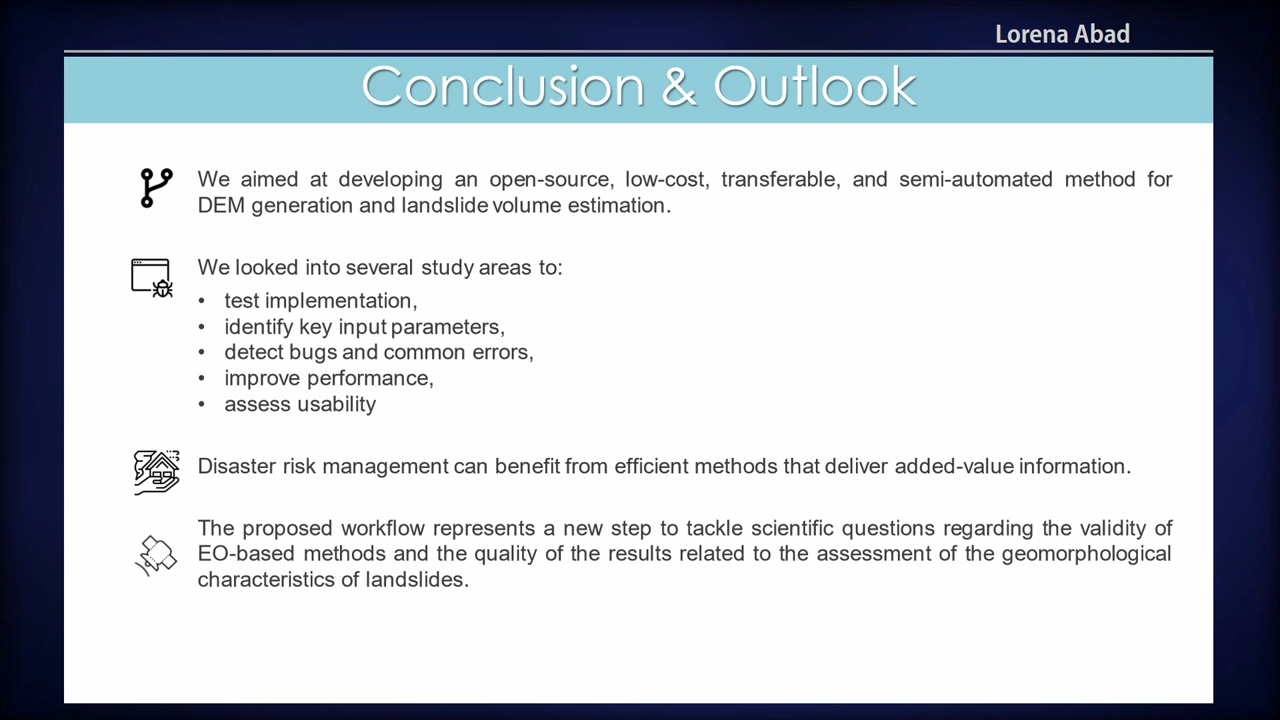 Lorena Abad
Conclusion & Outlook
We aimed at developing an open-source, low-cost, transferable, and semi-automated method for
DEM generation and landslide volume estimation.
We looked into several study areas to:
• test implementation,
• identify key input parameters,
• detect bugs and common errors,
• improve performance,
• assess usability
Disaster risk management can benefit from efficient methods that deliver added-value information.
The proposed workflow represents a new step to tackle scientific questions regarding the validity of
EO-based methods and the quality of the results related to the assessment of the geomorphological
characteristics of landslides.